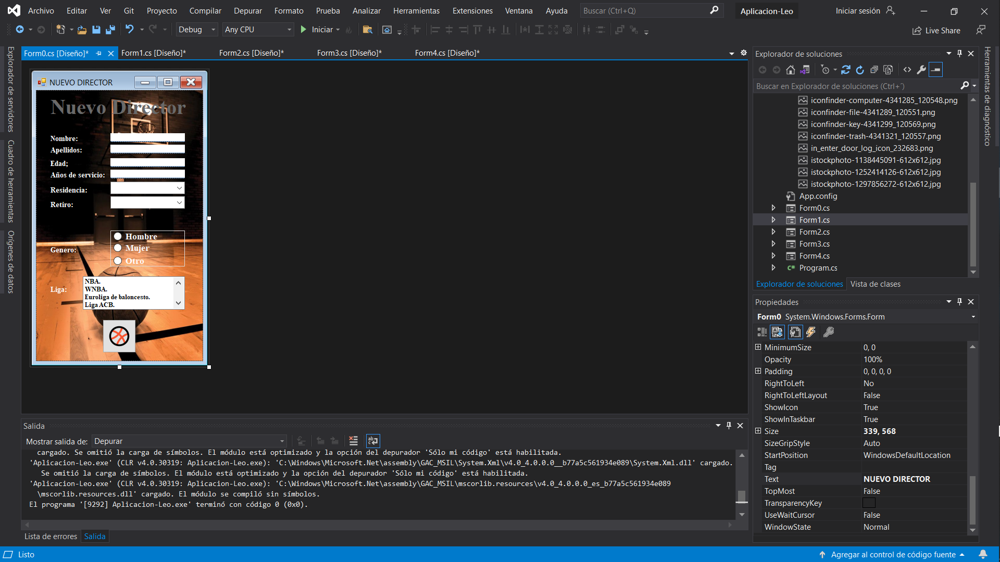 Archivo Editar Ver Git Proyecto Compilar Depurar Formato Prueba Analizar Herramientas Extensiones Ventana Ayuda Buscar (Ctrl+Q) Aplicacion-Leo Iniciar sesión
Debug Any CPU Iniciar Live Share
Explorador de servidores
Cuadro de herramientas
Orígenes de datos
Form0.cs [Diseño]* Form1.cs [Diseño]* Form2.cs [Diseño]* Form3.cs [Diseño]* Form4.cs [Diseño]*
NUEVO DIRECTOR
Nuevo Director
Nombre:
Apellidos:
Edad;
Años de servicio:
Residencia:
Retiro:
Genero:
Hombre
Mujer
Otro
Liga:
NBA.
WNBA.
Euroliga de baloncesto.
Liga ACB.
Salida
Mostrar salida de: Depurar
cargado. Se omitió la carga de símbolos. El módulo está optimizado y la opción del depurador 'Sólo mi código' está habilitada.
'Aplicacion-Leo.exe' (CLR v4.0.30319: Aplicacion-Leo.exe): 'C:\Windows\Microsoft.Net\assembly\GAC_MSIL\System.Xml\v4.0_4.0.0.0__b77a5c561934e089\System.Xml.dll' cargado.
Se omitió la carga de símbolos. El módulo está optimizado y la opción del depurador 'Sólo mi código' está habilitada.
'Aplicacion-Leo.exe' (CLR v4.0.30319: Aplicacion-Leo.exe): 'C:\Windows\Microsoft.Net\assembly\GAC_MSIL\mscorlib.resources\v4.0_4.0.0.0_es_b77a5c561934e089
\mscorlib.resources.dll' cargado. El módulo se compiló sin símbolos.
El programa '[9292] Aplicacion-Leo.exe' terminó con código 0 (0x0).
Lista de errores Salida
Explorador de soluciones
Buscar en Explorador de soluciones (Ctrl+´)
iconfinder-computer-4341285_120548.png
iconfinder-file-4341289_120551.png
iconfinder-key-4341299_120569.png
iconfinder-trash-4341321_120557.png
in_enter_door_log_icon_232683.png
istockphoto-1138445091-612x612.jpg
istockphoto-1252414126-612x612.jpg
istockphoto-1297856272-612x612.jpg
App.config
Form0.cs
Form1.cs
Form2.cs
Form3.cs
Form4.cs
C# Program.cs
Explorador de soluciones Vista de clases
Propiedades
Form0 System.Windows.Forms.Form
MinimumSize 0, 0
Opacity 100%
Padding 0, 0, 0, 0
RightToLeft No
RightToLeftLayout False
ShowIcon True
ShowInTaskbar True
Size 339, 568
SizeGripStyle Auto
StartPosition WindowsDefaultLocation
Tag
Text NUEVO DIRECTOR
TopMost False
TransparencyKey
UseWaitCursor False
WindowState Normal
Herramientas de diagnóstico
Listo Agregar al control de código fuente